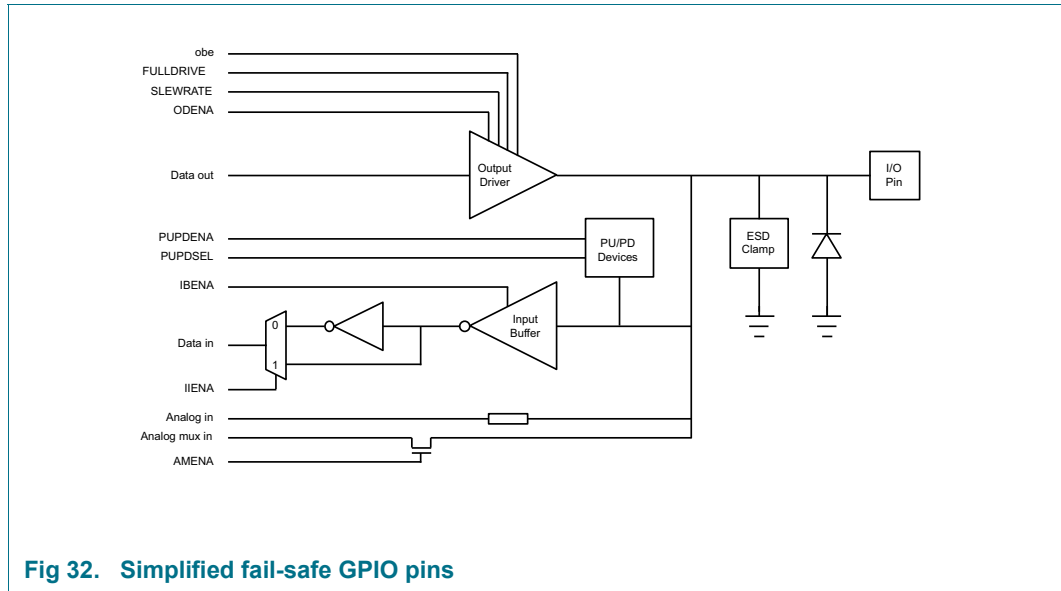 obe
FULLDRIVE
SLEWRATE
ODENA
Data out
Output
Driver
I/O
Pin
PUPDENA
PUPDSEL
PU/PD
Devices
ESD
Clamp
IBENA
Input
Buffer
0
Data in
1
IIENA
Analog in
Analog mux in
AMENA
Fig 32. Simplified fail-safe GPIO pins